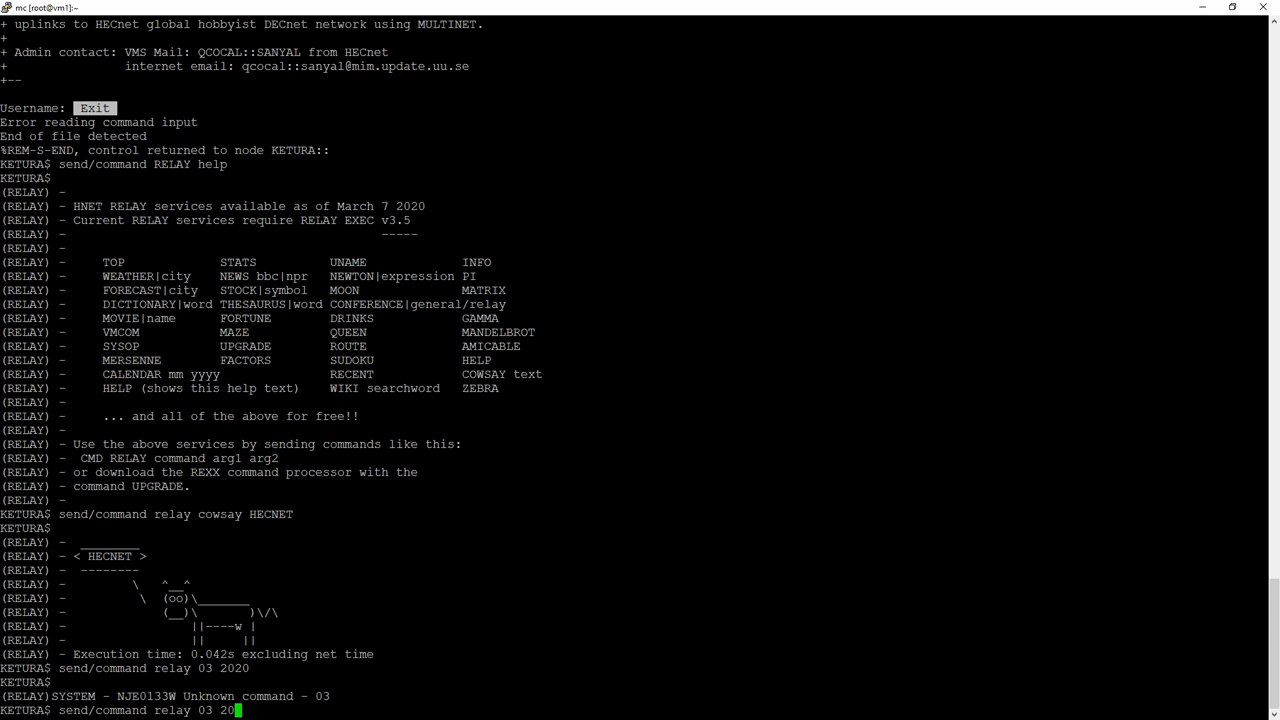 mc [root@vm1]:~
+ uplinks to HECnet global hobbyist DECnet network using MULTINET.
+
+ Admin contact: VMS Mail: QCOCAL::SANYAL from HECnet
+                internet email: qcocal::sanyal@mim.update.uu.se
+--
Username:  Exit
Error reading command input
End of file detected
%REM-S-END, control returned to node KETURA::
KETURA$ send/command RELAY help
KETURA$
(RELAY) -
(RELAY) - HNET RELAY services available as of March 7 2020
(RELAY) - Current RELAY services require RELAY EXEC v3.5
(RELAY) -                                           -----
(RELAY) -
(RELAY) -     TOP             STATS          UNAME             INFO
(RELAY) -     WEATHER|city    NEWS bbc|npr   NEWTON|expression PI
(RELAY) -     FORECAST|city   STOCK|symbol   MOON              MATRIX
(RELAY) -     DICTIONARY|word THESAURUS|word CONFERENCE|general/relay
(RELAY) -     MOVIE|name      FORTUNE        DRINKS            GAMMA
(RELAY) -     VMCOM           MAZE           QUEEN             MANDELBROT
(RELAY) -     SYSOP           UPGRADE        ROUTE             AMICABLE
(RELAY) -     MERSENNE        FACTORS        SUDOKU            HELP
(RELAY) -     CALENDAR mm yyyy               RECENT            COWSAY text
(RELAY) -     HELP (shows this help text)    WIKI searchword   ZEBRA
(RELAY) -
(RELAY) -     ... and all of the above for free!!
(RELAY) -
(RELAY) - Use the above services by sending commands like this:
(RELAY) -  CMD RELAY command arg1 arg2
(RELAY) - or download the REXX command processor with the
(RELAY) - command UPGRADE.
(RELAY) -
KETURA$ send/command relay cowsay HECNET
KETURA$
(RELAY) -  ________
(RELAY) - < HECNET >
(RELAY) -  --------
(RELAY) -         \   ^__^
(RELAY) -          \  (oo)\_______
(RELAY) -             (__)\       )\/\
(RELAY) -                 ||----w |
(RELAY) -                 ||     ||
(RELAY) - Execution time: 0.042s excluding net time
KETURA$ send/command relay 03 2020
KETURA$
(RELAY)SYSTEM - NJE0133W Unknown command - 03
KETURA$ send/command relay 03 20